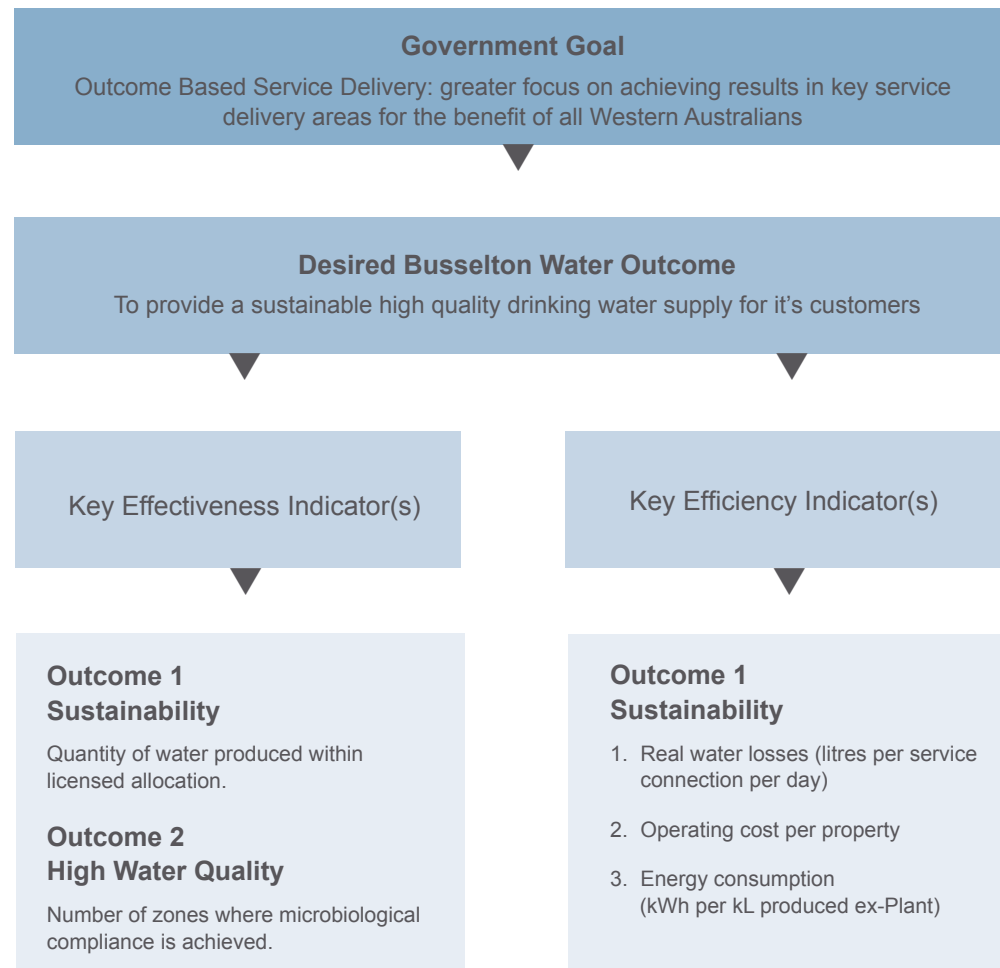 Government Goal
Outcome Based Service Delivery: greater focus on achieving results in key service
delivery areas for the benefit of all Western Australians
Desired Busselton Water Outcome
To provide a sustainable high quality drinking water supply for it's customers
Key Effectiveness Indicator(s)
Key Efficiency Indicator(s)
Outcome 1
Sustainability
Quantity of water produced within
licensed allocation.
Outcome 2
High Water Quality
Number of zones where microbiological
compliance is achieved.
Outcome 1
Sustainability
1. Real water losses (litres per service
connection per day)
2. Operating cost per property
3. Energy consumption
(kWh per kL produced ex-Plant)